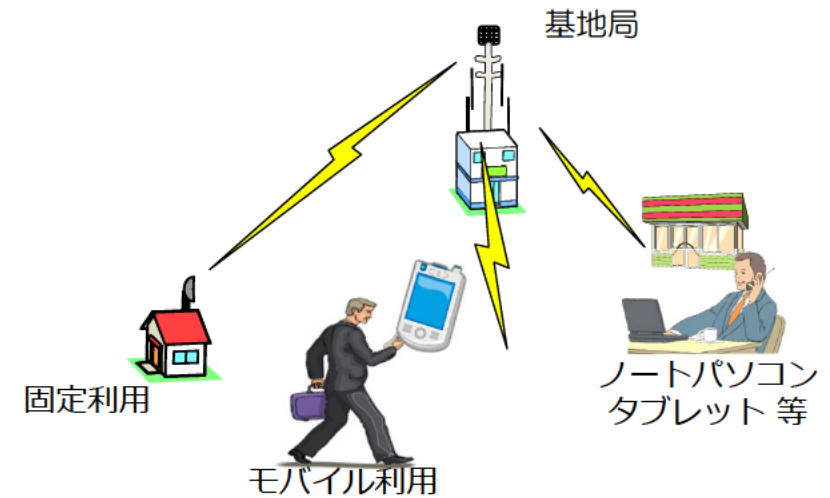 基地局
固定利用
モバイル利用
ノートパソコン
タブレット 等